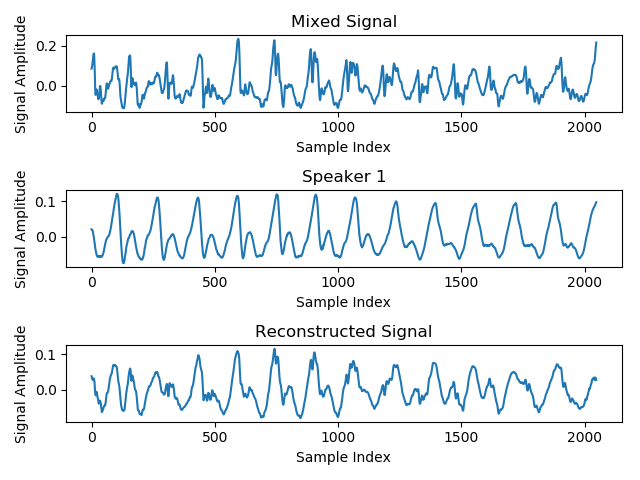 Mixed Signal
Signal Amplitude
0.2
0.0
0 500 1000 1500 2000
Sample Index
Speaker 1
Signal Amplitude
0.1
0.0
0 500 1000 1500 2000
Sample Index
Reconstructed Signal
Signal Amplitude
0.1
0.0
0 500 1000 1500 2000
Sample Index